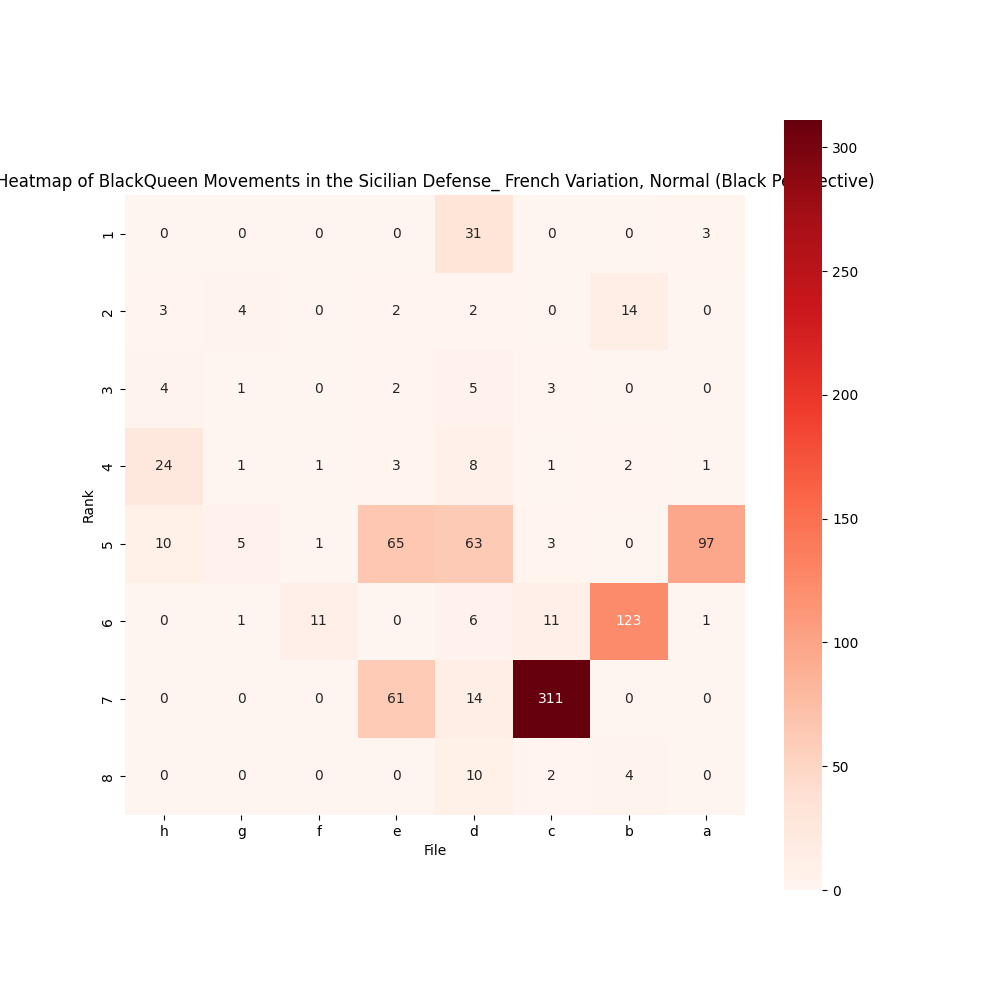 Heatmap of BlackQueen Movements in the Sicilian Defense_ French Variation, Normal (Black Pe ective)
300
250
200
150
100
50
0
Rank
1 0 0 0 0 31 0 0 3
2 3 4 0 2 2 0 14 0
3 4 1 0 2 5 3 0 0
4 24 1 1 3 8 1 2 1
5 10 5 1 65 63 3 0 97
6 0 1 11 0 6 11 123 1
7 0 0 0 61 14 311 0 0
8 0 0 0 0 10 2 4 0
h g f e d c b a
File